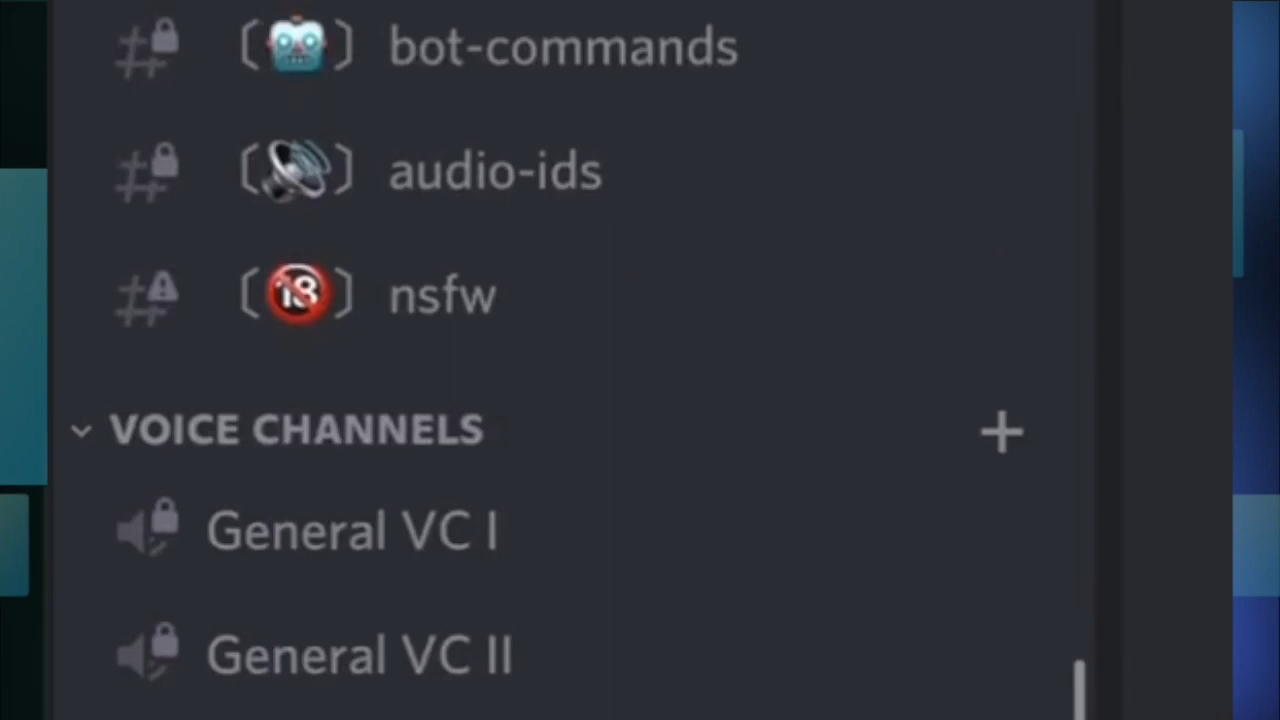 〔🤖〕 bot-commands
〔🔊〕 audio-ids
〔🔞〕 nsfw
VOICE CHANNELS
General VC I
General VC II